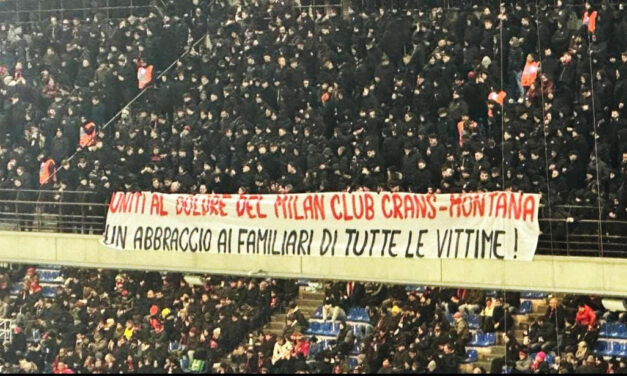 UNITI AL DOLORE DEL MILAN CLUB CRANS-MONTANA
UN ABBRACCIO AI FAMILIARI DI TUTTE LE VITTIME!